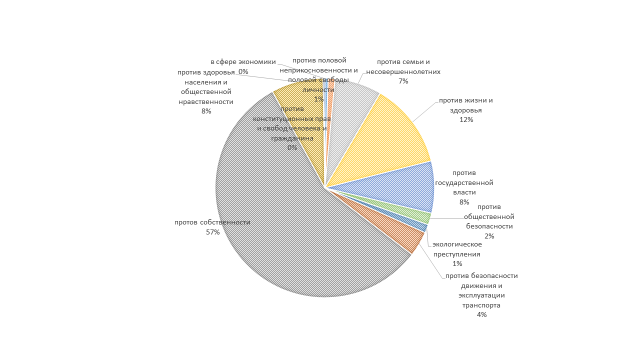 в сфере экономики
0%
против половой
неприкосновенности и
половой свободы
личности
1%
против семьи и
несовершеннолетних
7%
против жизни и
здоровья
12%
против
государственной
власти
8%
против
общественной
безопасности
2%
экологическое
преступления
1%
против безопасности
движения и
эксплуатации
транспорта
4%
протов собственности
57%
против здоровья
населения и
общественной
нравственности
8%
против
конституционных прав
и свобод человека и
гражданина
0%